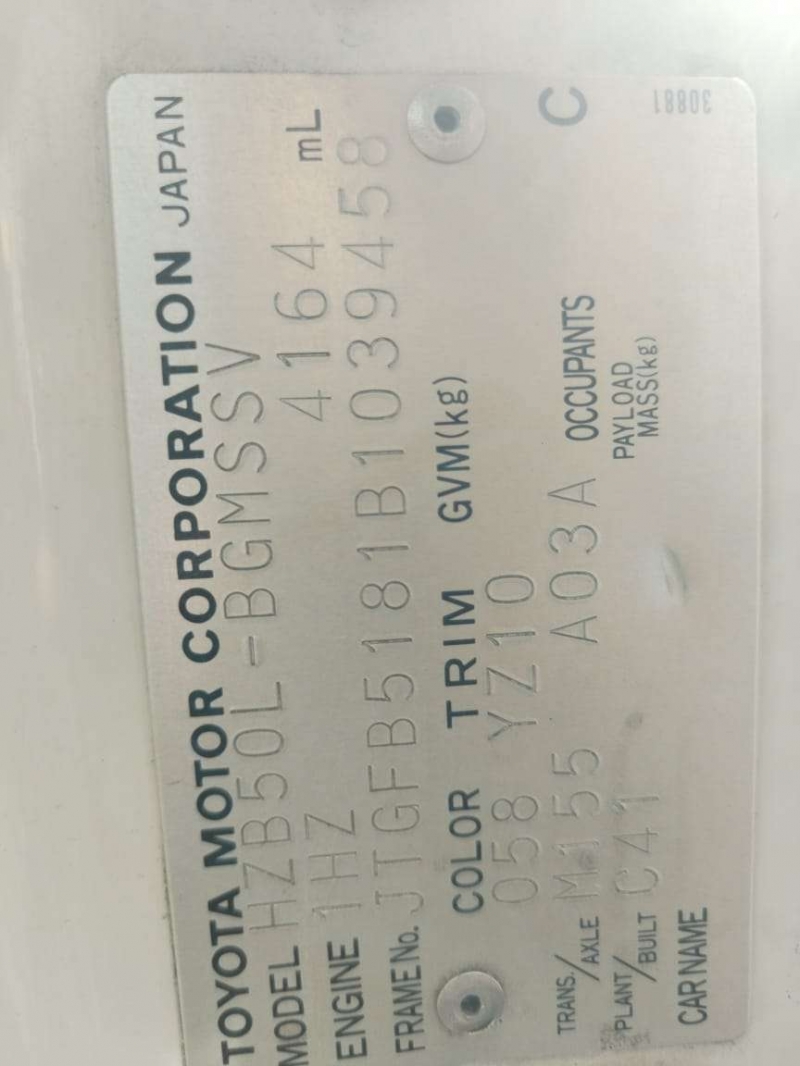 TOYOTA MOTOR CORPORATION JAPAN
MODEL HZB50L-BGMSSV
ENGINE 1HZ 4164 mL
FRAME No. JTGFB5181B1039458
COLOR TRIM GVM(kg)
058 YZ10
TRANS./AXLE M155 A03A OCCUPANTS C
PLANT/BUILT C41 PAYLOAD MASS(kg)
CAR NAME 30881